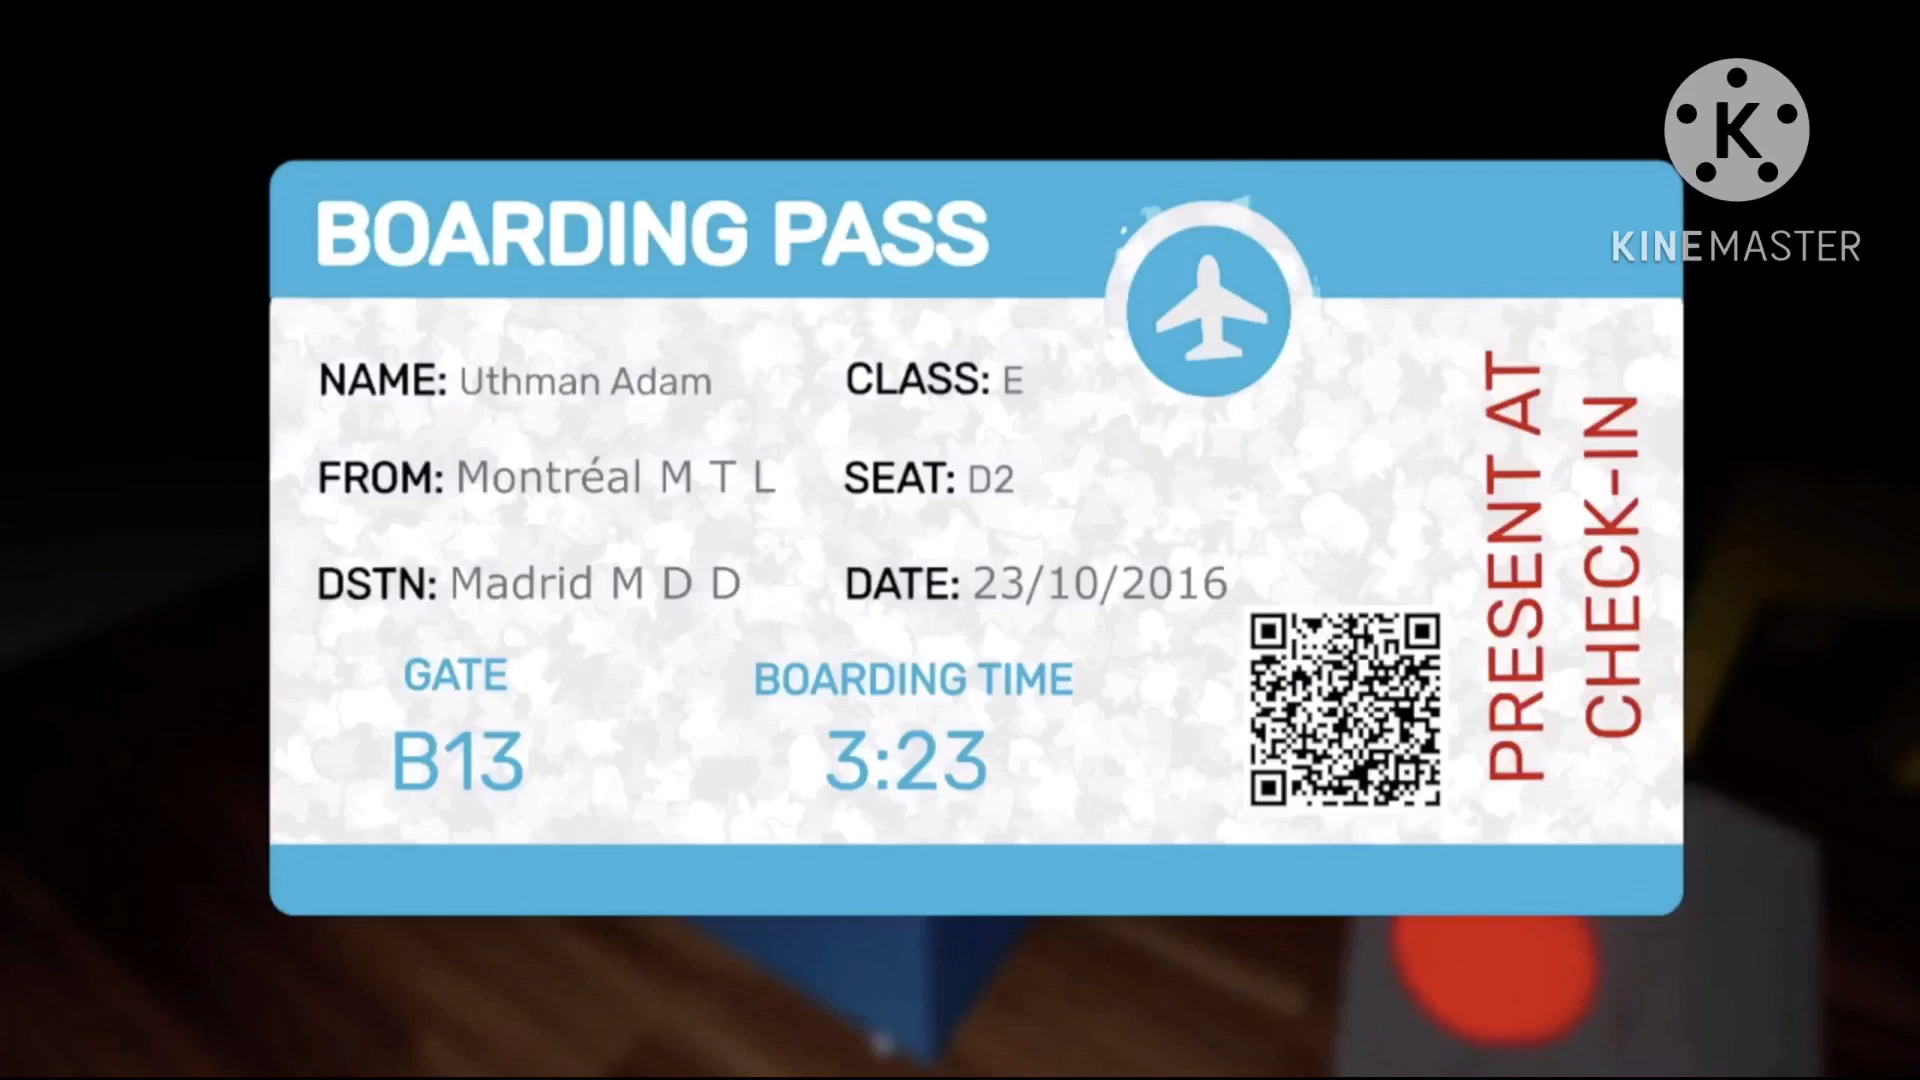 K
KINEMASTER
BOARDING PASS
NAME: Uthman Adam
CLASS: E
FROM: Montréal M T L
SEAT: D2
DSTN: Madrid M D D
DATE: 23/10/2016
GATE
B13
BOARDING TIME
3:23
PRESENT AT
CHECK-IN